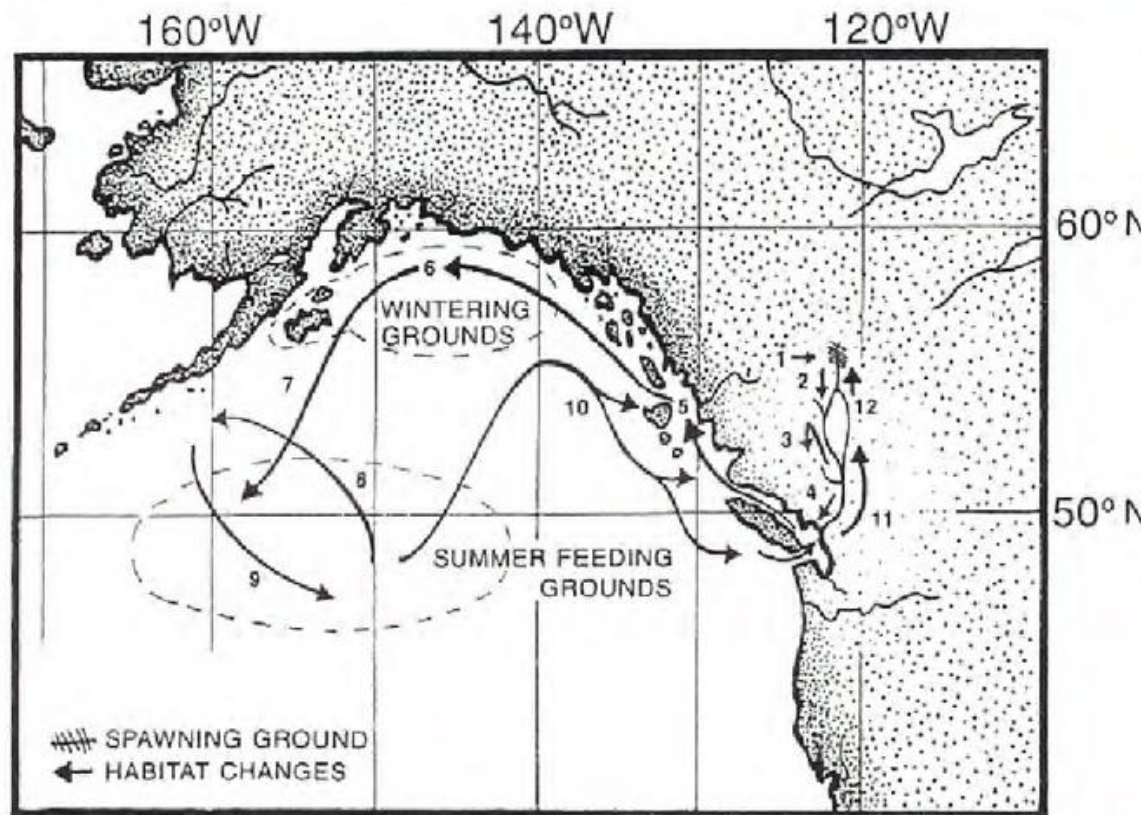 160°W 140°W 120°W
60°N
6
WINTERING
GROUNDS
1
2
7
10
5
12
3
8
4
50°N
11
SUMMER FEEDING
GROUNDS
9
SPAWNING GROUND
HABITAT CHANGES